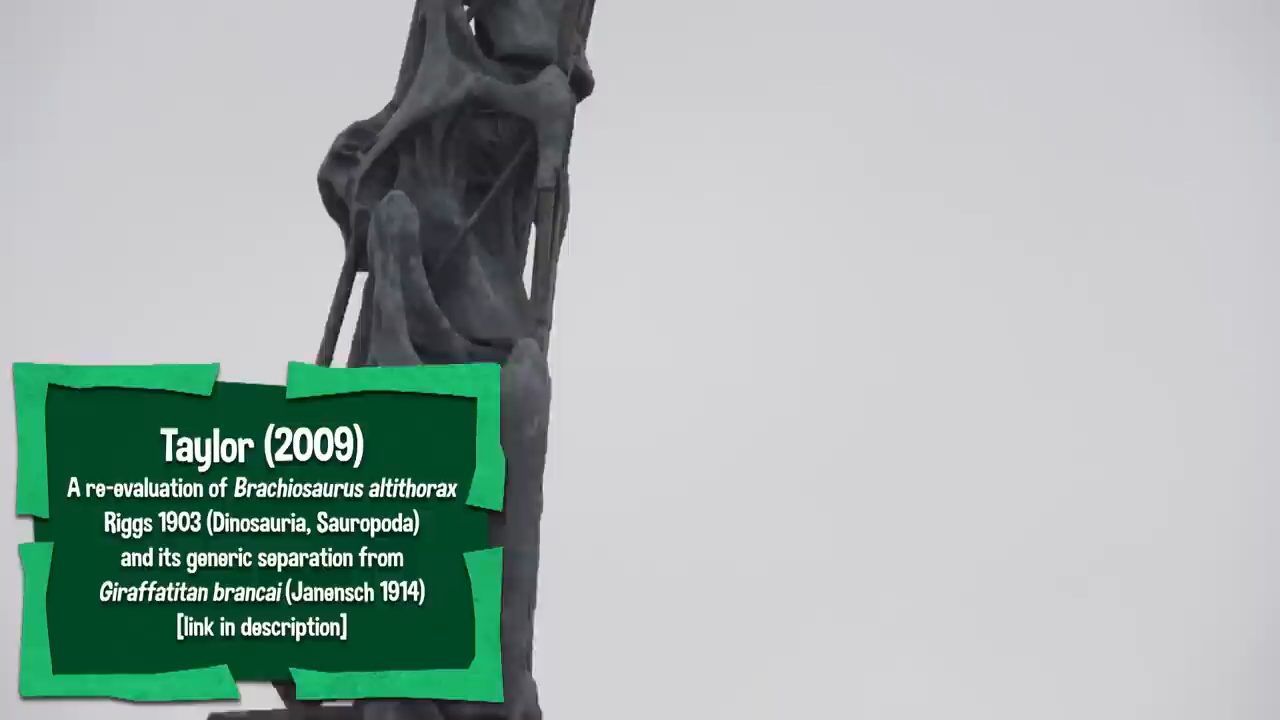 Taylor (2009)
A re-evaluation of Brachiosaurus altithorax
Riggs 1903 (Dinosauria, Sauropoda)
and its generic separation from
Giraffatitan brancai (Janensch 1914)
[link in description]